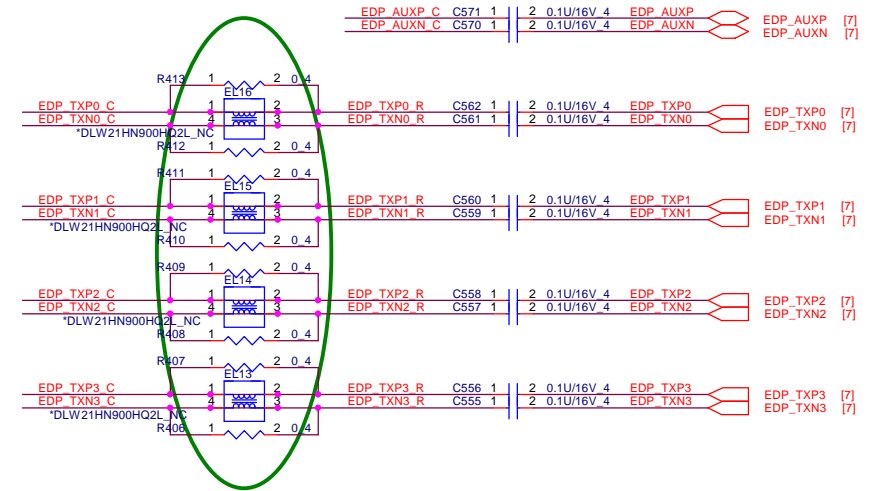 EDP_AUXP_C C571 1 2 0.1U/16V_4 EDP_AUXP EDP_AUXP [7]
EDP_AUXN_C C570 1 2 0.1U/16V_4 EDP_AUXN EDP_AUXN [7]
R413 1 2 0_4
EL16
EDP_TXP0_C 1 2 EDP_TXP0_R C562 1 2 0.1U/16V_4 EDP_TXP0 EDP_TXP0 [7]
EDP_TXN0_C 4 3 EDP_TXN0_R C561 1 2 0.1U/16V_4 EDP_TXN0 EDP_TXN0 [7]
*DLW21HN900HQ2L_NC
R412 1 2 0_4
R411 1 2 0_4
EL15
EDP_TXP1_C 1 2 EDP_TXP1_R C560 1 2 0.1U/16V_4 EDP_TXP1 EDP_TXP1 [7]
EDP_TXN1_C 4 3 EDP_TXN1_R C559 1 2 0.1U/16V_4 EDP_TXN1 EDP_TXN1 [7]
*DLW21HN900HQ2L_NC
R410 1 2 0_4
R409 1 2 0_4
EL14
EDP_TXP2_C 1 2 EDP_TXP2_R C558 1 2 0.1U/16V_4 EDP_TXP2 EDP_TXP2 [7]
EDP_TXN2_C 4 3 EDP_TXN2_R C557 1 2 0.1U/16V_4 EDP_TXN2 EDP_TXN2 [7]
*DLW21HN900HQ2L_NC
R408 1 2 0_4
R407 1 2 0_4
EL13
EDP_TXP3_C 1 2 EDP_TXP3_R C556 1 2 0.1U/16V_4 EDP_TXP3 EDP_TXP3 [7]
EDP_TXN3_C 4 3 EDP_TXN3_R C555 1 2 0.1U/16V_4 EDP_TXN3 EDP_TXN3 [7]
*DLW21HN900HQ2L_NC
R406 1 2 0_4